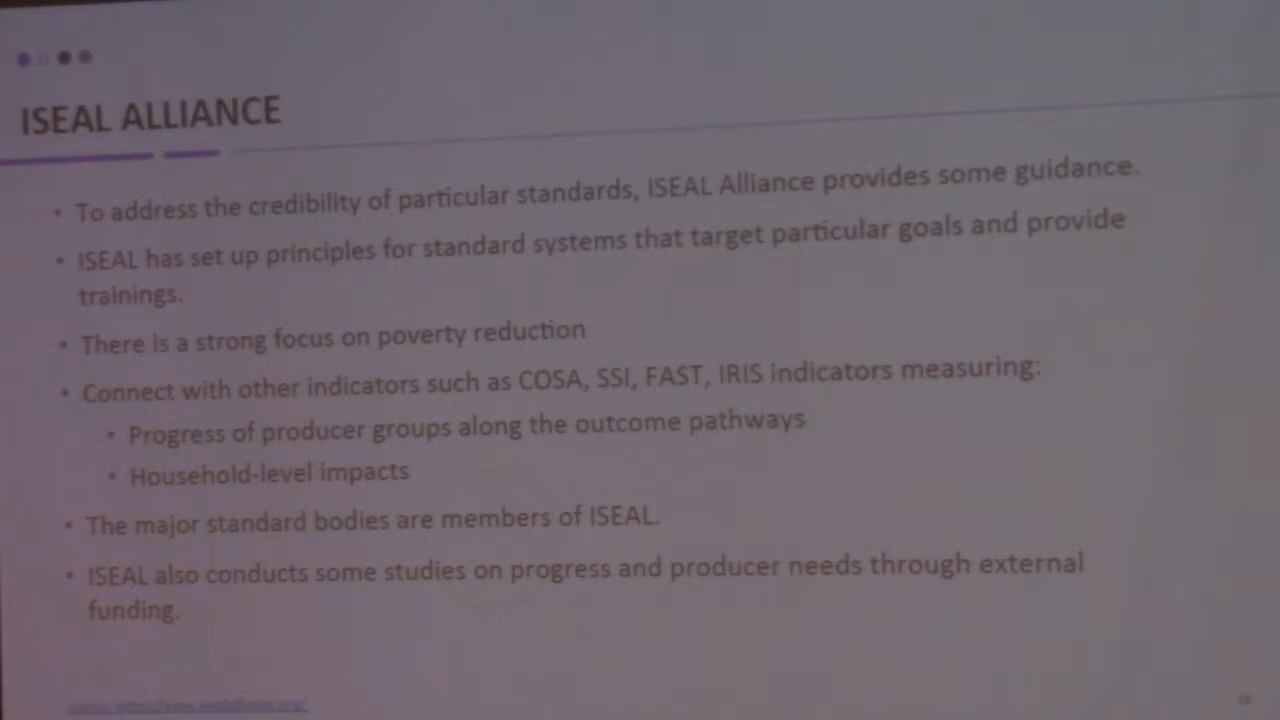 ISEAL ALLIANCE
• To address the credibility of particular standards, ISEAL Alliance provides some guidance.
• ISEAL has set up principles for standard systems that target particular goals and provide
trainings.
• There is a strong focus on poverty reduction
• Connect with other indicators such as COSA, SSI, FAST, IRIS indicators measuring:
• Progress of producer groups along the outcome pathways
• Household-level impacts
• The major standard bodies are members of ISEAL.
• ISEAL also conducts some studies on progress and producer needs through external
funding.